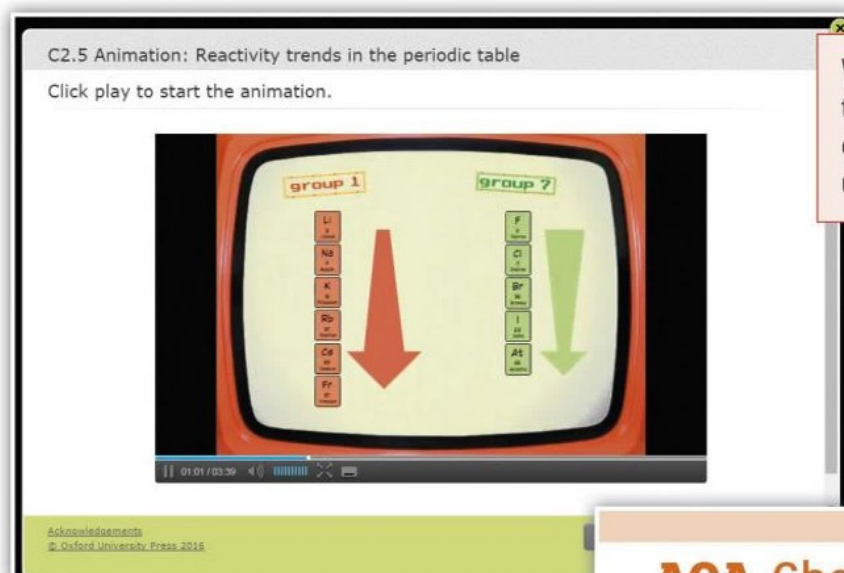 C2.5 Animation: Reactivity trends in the periodic table
Click play to start the animation.
group 1
group 7
Li
Na
K
Rb
Cs
Fr
F
Cl
Br
I
At
01:01 / 03:39
Acknowledgements
© Oxford University Press 2016
AQA